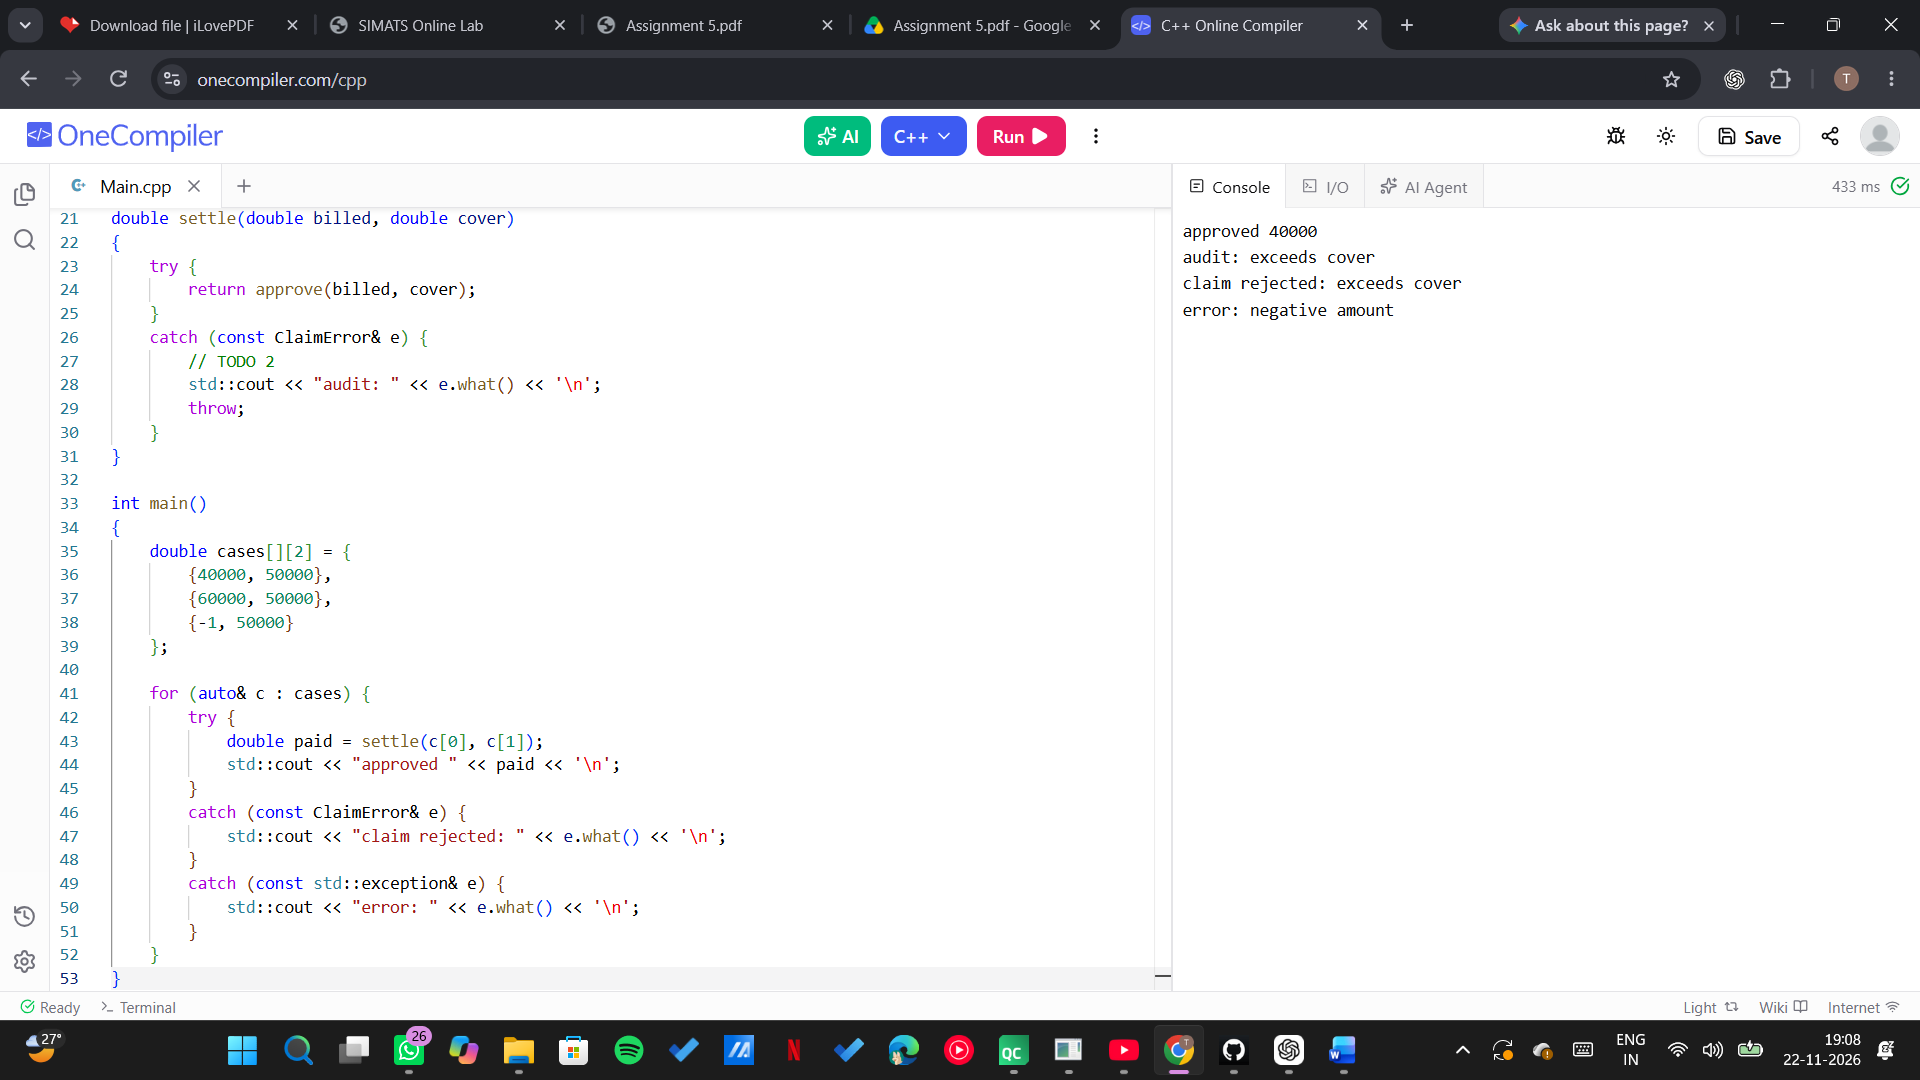 Download file | iLovePDF
SIMATS Online Lab
Assignment 5.pdf
Assignment 5.pdf - Google
C++ Online Compiler
Ask about this page?
onecompiler.com/cpp
T
OneCompiler
AI
C++
Run
Save
Main.cpp
Console
I/O
AI Agent
433 ms
21 double settle(double billed, double cover)
22 {
23     try {
24         return approve(billed, cover);
25     }
26     catch (const ClaimError& e) {
27         // TODO 2
28         std::cout << "audit: " << e.what() << '\n';
29         throw;
30     }
31 }
32
33 int main()
34 {
35     double cases[][2] = {
36         {40000, 50000},
37         {60000, 50000},
38         {-1, 50000}
39     };
40
41     for (auto& c : cases) {
42         try {
43             double paid = settle(c[0], c[1]);
44             std::cout << "approved " << paid << '\n';
45         }
46         catch (const ClaimError& e) {
47             std::cout << "claim rejected: " << e.what() << '\n';
48         }
49         catch (const std::exception& e) {
50             std::cout << "error: " << e.what() << '\n';
51         }
52     }
53 }
approved 40000
audit: exceeds cover
claim rejected: exceeds cover
error: negative amount
Ready
Terminal
Light
Wiki
Internet
27°
26
QC
ENG
IN
19:08
22-11-2026